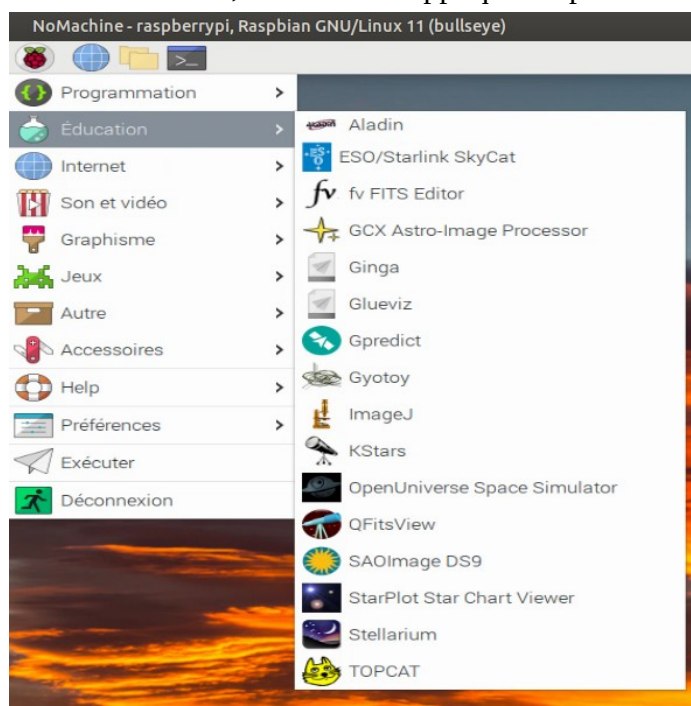 NoMachine - raspberrypi, Raspbian GNU/Linux 11 (bullseye)
Programmation
Éducation
Internet
Son et vidéo
Graphisme
Jeux
Autre
Accessoires
Help
Préférences
Exécuter
Déconnexion
Aladin
ESO/Starlink SkyCat
fv FITS Editor
GCX Astro-Image Processor
Ginga
Glueviz
Gpredict
Gyotoy
ImageJ
KStars
OpenUniverse Space Simulator
QFitsView
SAOImage DS9
StarPlot Star Chart Viewer
Stellarium
TOPCAT